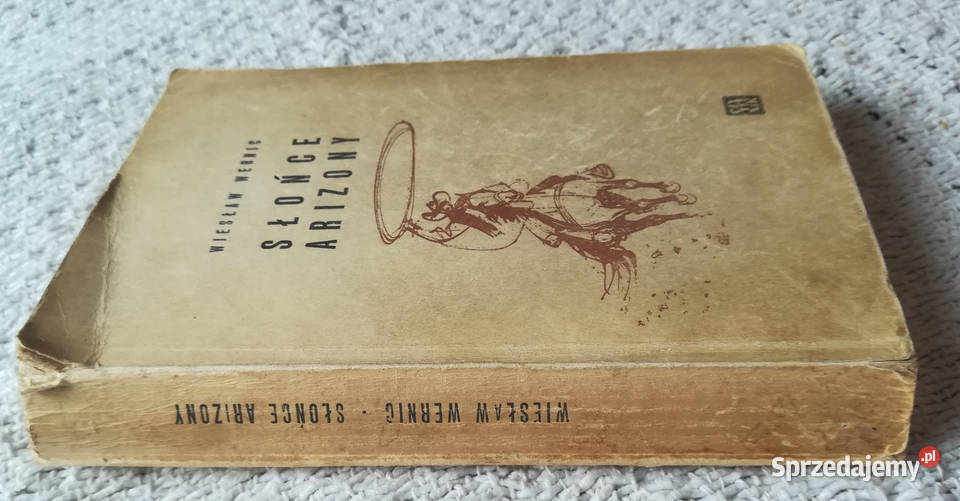 WIESŁAW WERNIC
SŁOŃCE
ARIZONY
WIESŁAW WERNIC • SŁOŃCE ARIZONY
Sprzedajemy.pl